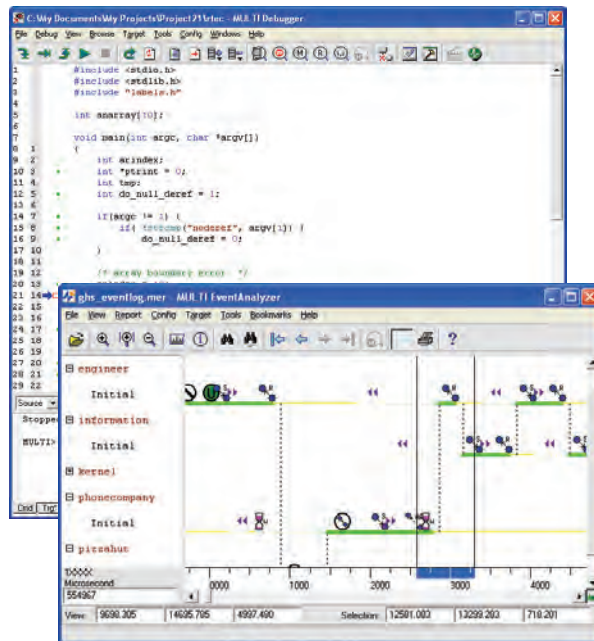 C:\My Documents\My Projects\Project21\rtec - MULTI Debugger
File Debug View Browse Target Tools Config Windows Help
1 #include <stdio.h>
2 #include <stdlib.h>
3 #include "labels.h"
4
5 int anarray[10];
6
7 void main(int argc, char *argv[])
8 1 {
9 2 int arindex;
10 3 int *ptrint = 0;
11 4 int tmp;
12 5 int do_null_deref = 1;
13 6
14 7 if(argc != 1) {
15 8 if( !strcmp("nederef", argv[1]) )
16 9 do_null_deref = 0;
17 10 }
18 11
19 12 /* array boundary error */
20 13
21 14
22 15
23 16
24 17
25 18
26 19
27 20
28 21
29 22
Source
Stopped
MULTI>
Cmd Trg
ghs_eventlog.mer - MULTI EventAnalyzer
File View Report Config Target Tools Bookmarks Help
engineer
Initial
information
Initial
kernel
phonecompany
Initial
pizzahut
Microsecond
0000 1000 2000 3000 4000
554967
View: 9698.305 14695.785 4997.480 Selection: 12581.003 13299.203 718.201